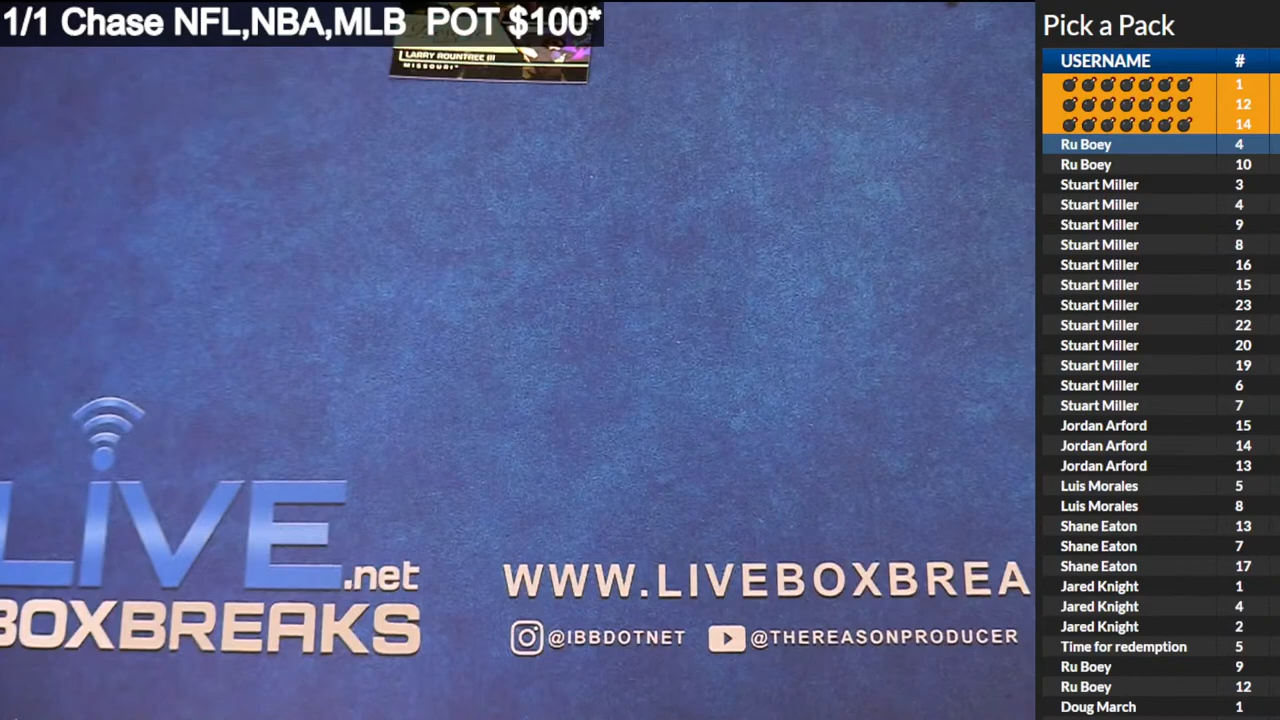 1/1 Chase NFL,NBA,MLB POT $100*
LARRY ROUNTREE III
MISSOURI
LIVE.net
BOXBREAKS
WWW.LIVEBOXBREA
@IBBDOTNET @THEREASONPRODUCER
Pick a Pack
USERNAME #
1
12
14
Ru Boey 4
Ru Boey 10
Stuart Miller 3
Stuart Miller 4
Stuart Miller 9
Stuart Miller 8
Stuart Miller 16
Stuart Miller 15
Stuart Miller 23
Stuart Miller 22
Stuart Miller 20
Stuart Miller 19
Stuart Miller 6
Stuart Miller 7
Jordan Arford 15
Jordan Arford 14
Jordan Arford 13
Luis Morales 5
Luis Morales 8
Shane Eaton 13
Shane Eaton 7
Shane Eaton 17
Jared Knight 1
Jared Knight 4
Jared Knight 2
Time for redemption 5
Ru Boey 9
Ru Boey 12
Doug March 1